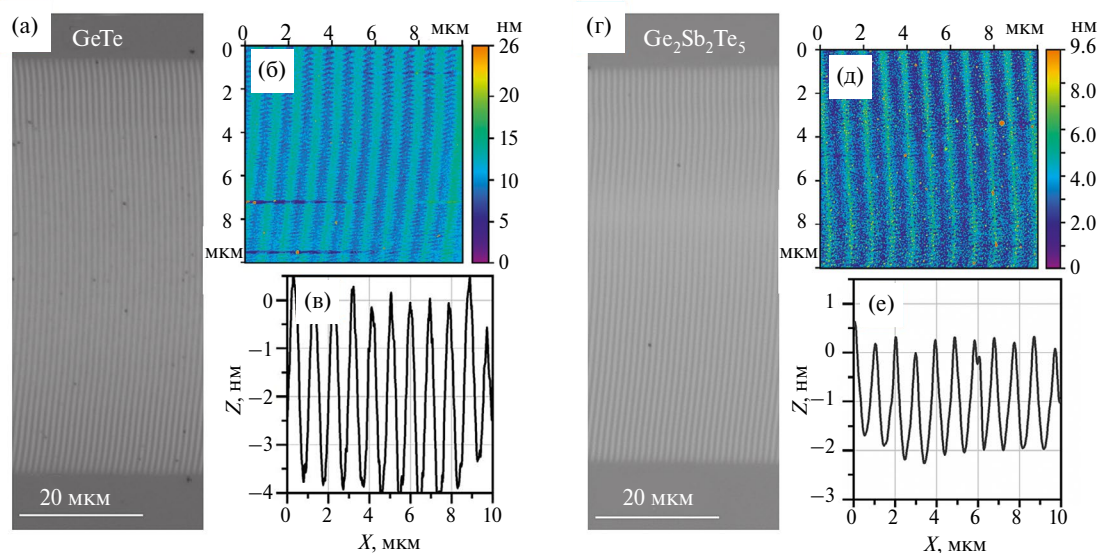 (а)
GeTe
20 мкм
2 4 6 8
мкм
нм
(б)
0
2
4
6
8
мкм
26
25
20
15
10
5
0
(в)
Z, нм
0
−1
−2
−3
−4
0 2 4 6 8 10
X, мкм
(г)
Ge₂Sb₂Te₅
20 мкм
2 4 6 8
мкм
нм
(д)
0
2
4
6
8
мкм
9.6
8.0
6.0
4.0
2.0
0
(е)
Z, нм
1
0
−1
−2
−3
0 2 4 6 8 10
X, мкм